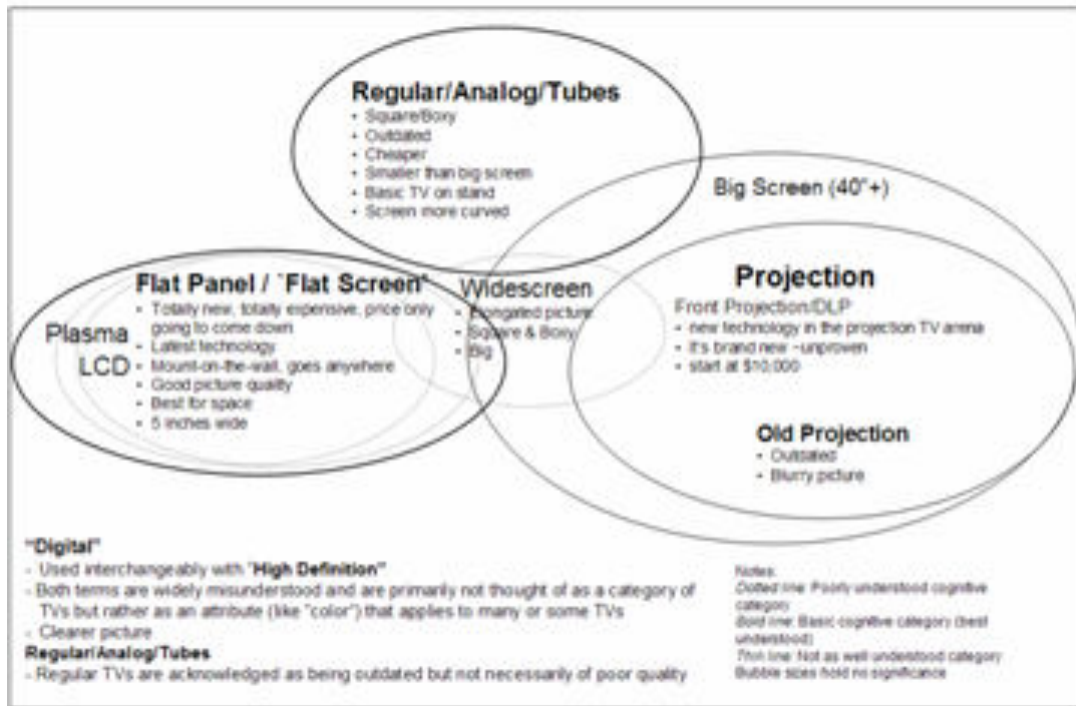 Regular/Analog/Tubes
• Square/Boxy
• Outdated
• Cheaper
• Smaller than big screen
• Basic TV on stand
• Screen more curved
Big Screen (40"+)
Flat Panel / `Flat Screen"
• Totally new, totally expensive, price only
going to come down
• Latest technology
• Mount-on-the-wall, goes anywhere
• Good picture quality
• Best for space
• 5 inches wide
Plasma
LCD
Widescreen
• Elongated picture
• Square & Boxy
• Big
Projection
Front Projection/DLP
• new technology in the projection TV arena
• It's brand new ~unproven
• start at $10,000
Old Projection
• Outdated
• Blurry picture
"Digital"
- Used interchangeably with "High Definition"
- Both terms are widely misunderstood and are primarily not thought of as a category of
TVs but rather as an attribute (like "color") that applies to many or some TVs
- Clearer picture
Regular/Analog/Tubes
- Regular TVs are acknowledged as being outdated but not necessarily of poor quality
Notes:
Dotted line: Poorly understood cognitive
category
Bold line: Basic cognitive category (best
understood)
Thin line: Not as well understood category
Bubble sizes hold no significance